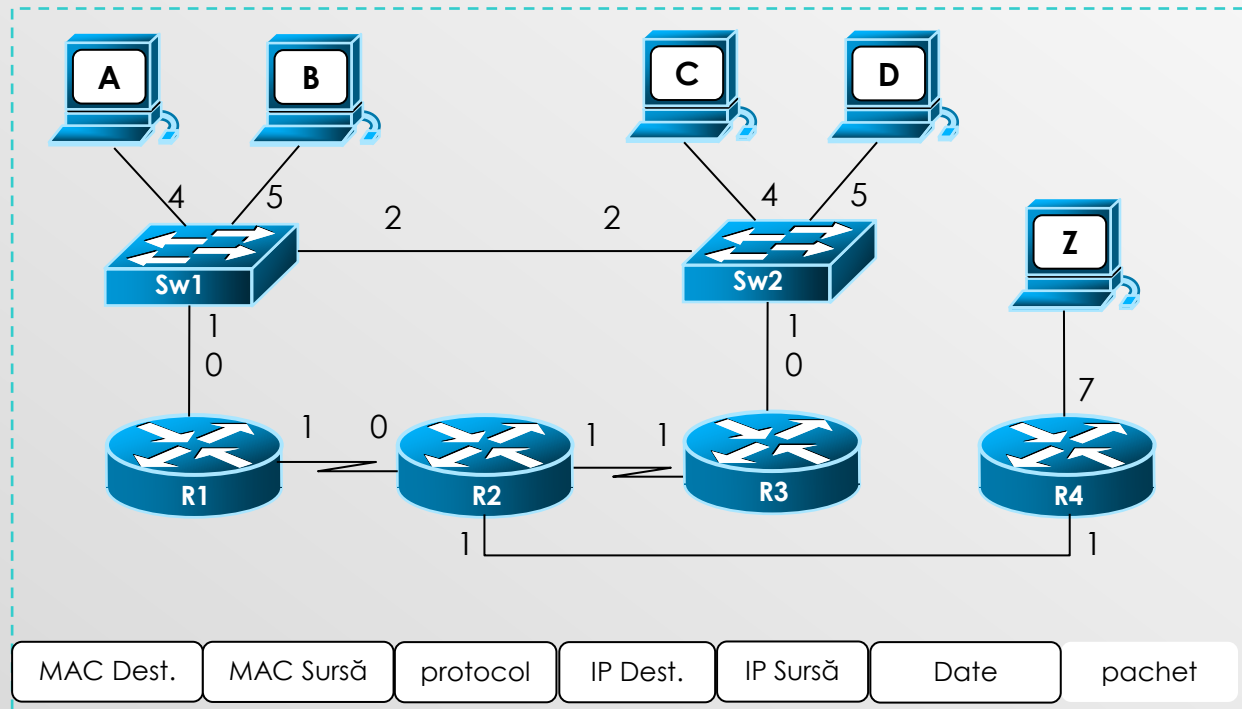 A B C D
4 5 4 5
2 2 Z
Sw1 Sw2
1 1
0 0
7
1 0 1 1
R1 R2 R3 R4
1 1
MAC Dest. MAC Sursă protocol IP Dest. IP Sursă Date pachet